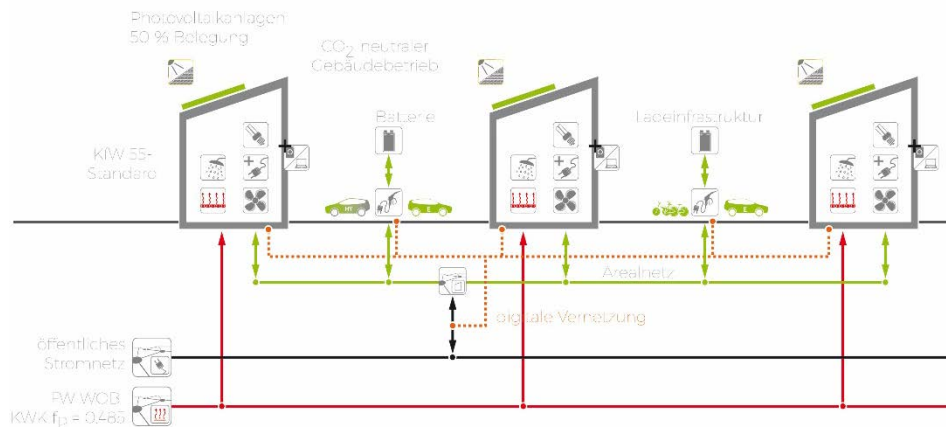 Photovoltaikanlagen
50 % Belegung
CO2 neutraler
Gebäudebetrieb
Batterie
Ladeinfrastruktur
KfW 55-
Standard
HY
E
E
Arealnetz
digitale Vernetzung
öffentliches
Stromnetz
FW WOB,
KWK fp = 0,485